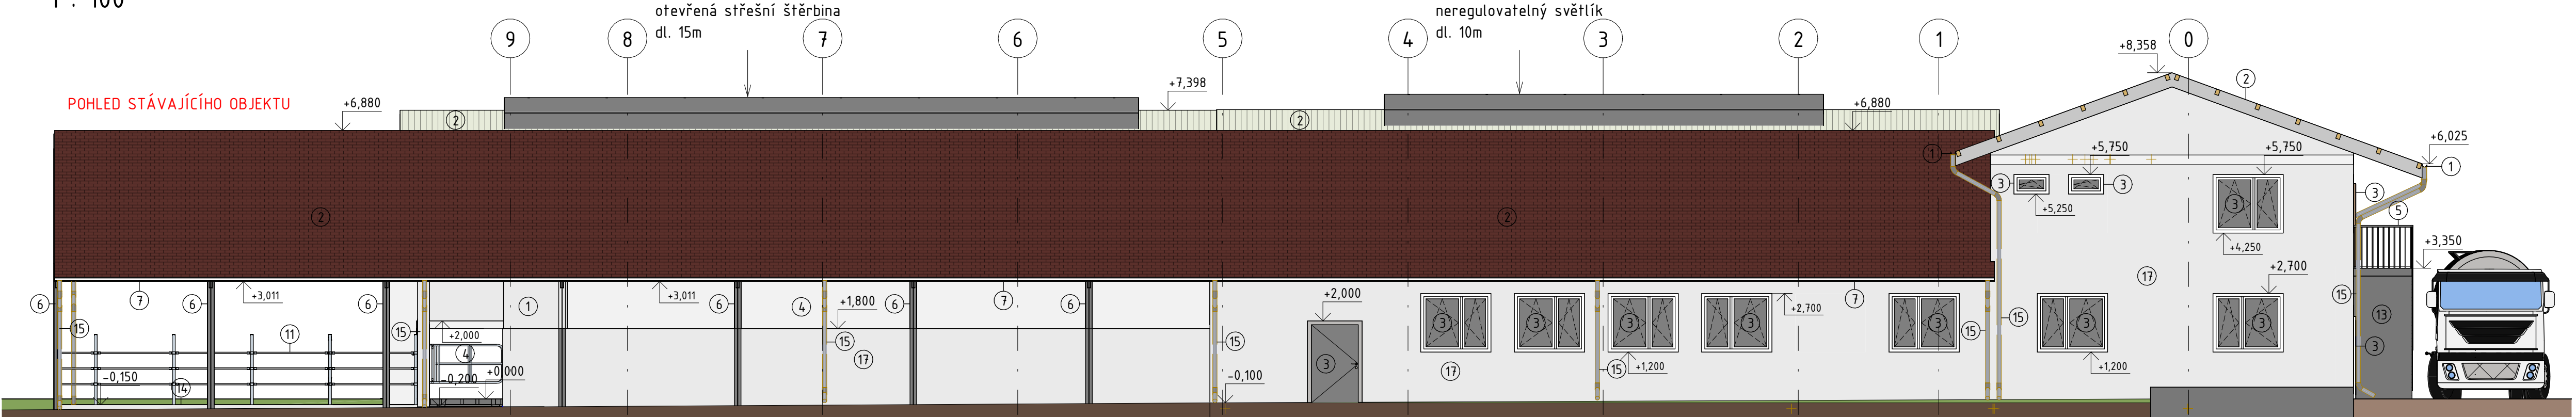 1 : 100
otevřená střešní štěrbina
dl. 15m
neregulovatelný světlík
dl. 10m
9 8 7 6 5 4 3 2 1 0
POHLED STÁVAJÍCÍHO OBJEKTU
+8,358
+7,398
+6,880
+6,880
2 2 2
+6,025
1 1
+5,750 +5,750
3 3 3
+5,250
2 2
3
5
+4,250
+3,350
17
+2,700
6 7 6 +3,011 6 1 +3,011 6 4 6 7 6 7
+1,800
+2,000
+2,700
15 13
15 11 15 +2,000 15 15 15 15
4 17 3 3 3 3 3 3 3 3 3
17 15 +1,200 +1,200
-0,150 14 -0,200 +0,000 -0,100